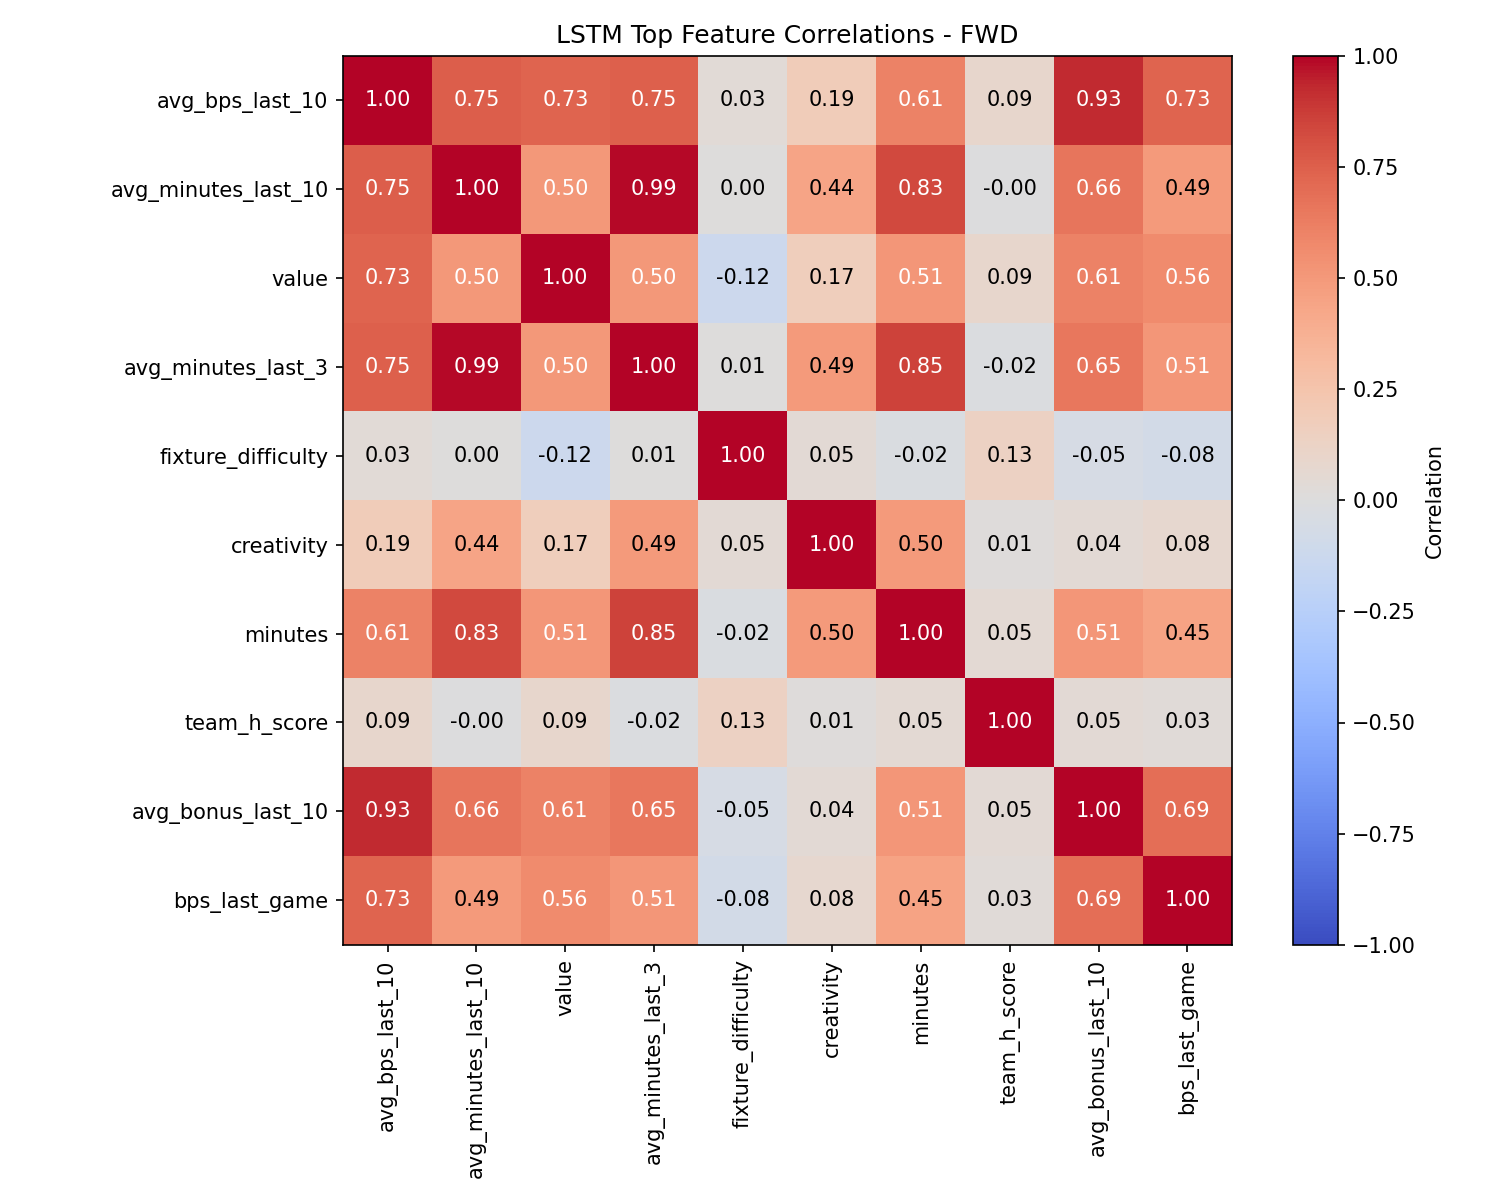 LSTM Top Feature Correlations - FWD
avg_bps_last_10 1.00 0.75 0.73 0.75 0.03 0.19 0.61 0.09 0.93 0.73
avg_minutes_last_10 0.75 1.00 0.50 0.99 0.00 0.44 0.83 -0.00 0.66 0.49
value 0.73 0.50 1.00 0.50 -0.12 0.17 0.51 0.09 0.61 0.56
avg_minutes_last_3 0.75 0.99 0.50 1.00 0.01 0.49 0.85 -0.02 0.65 0.51
fixture_difficulty 0.03 0.00 -0.12 0.01 1.00 0.05 -0.02 0.13 -0.05 -0.08
creativity 0.19 0.44 0.17 0.49 0.05 1.00 0.50 0.01 0.04 0.08
minutes 0.61 0.83 0.51 0.85 -0.02 0.50 1.00 0.05 0.51 0.45
team_h_score 0.09 -0.00 0.09 -0.02 0.13 0.01 0.05 1.00 0.05 0.03
avg_bonus_last_10 0.93 0.66 0.61 0.65 -0.05 0.04 0.51 0.05 1.00 0.69
bps_last_game 0.73 0.49 0.56 0.51 -0.08 0.08 0.45 0.03 0.69 1.00
avg_bps_last_10
avg_minutes_last_10
value
avg_minutes_last_3
fixture_difficulty
creativity
minutes
team_h_score
avg_bonus_last_10
bps_last_game
1.00
0.75
0.50
0.25
0.00
−0.25
−0.50
−0.75
−1.00
Correlation